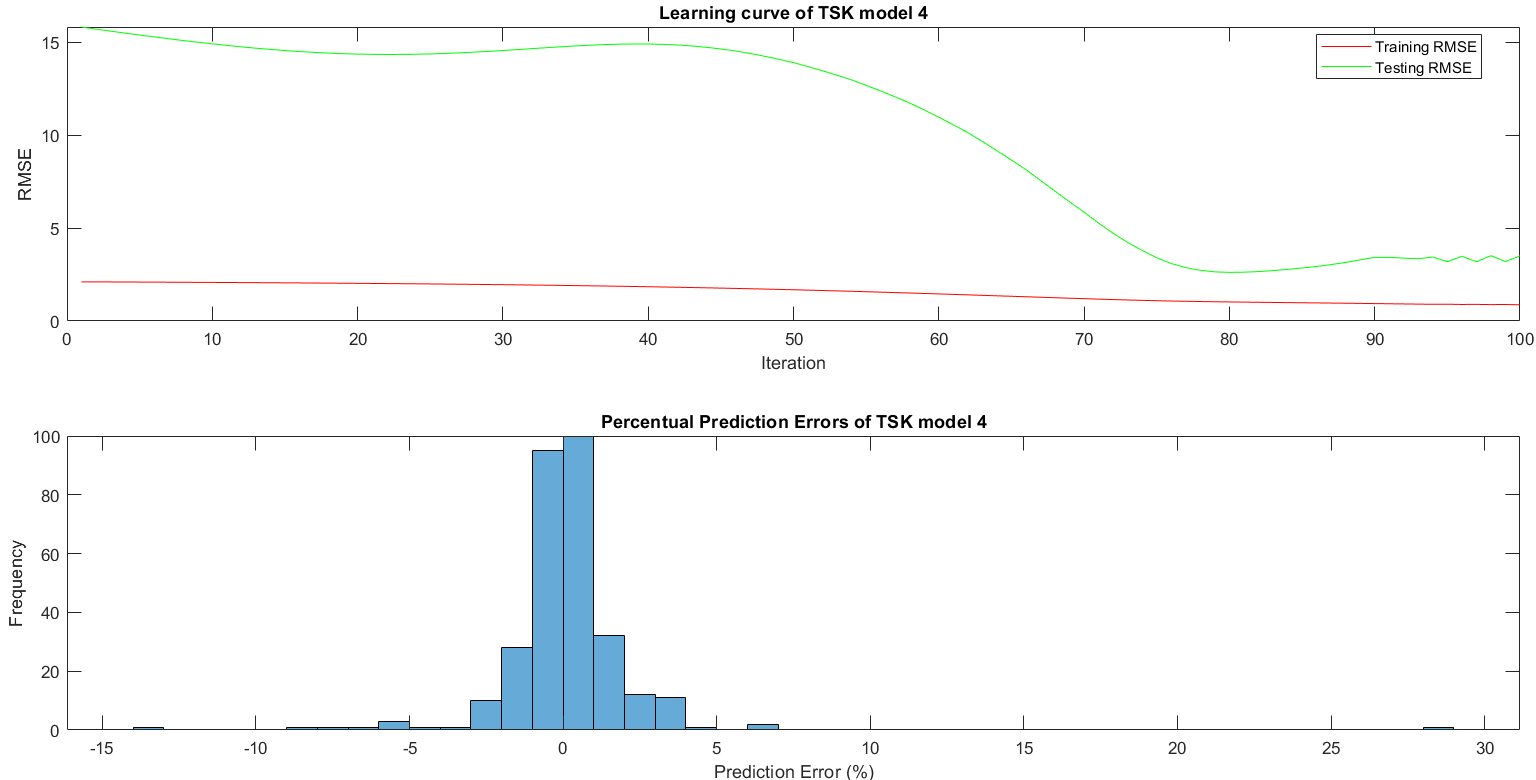 Learning curve of TSK model 4
15
10
5
0
RMSE
Training RMSE
Testing RMSE
0 10 20 30 40 50 60 70 80 90 100
Iteration
Percentual Prediction Errors of TSK model 4
100
80
60
40
20
0
Frequency
-15 -10 -5 0 5 10 15 20 25 30
Prediction Error (%)